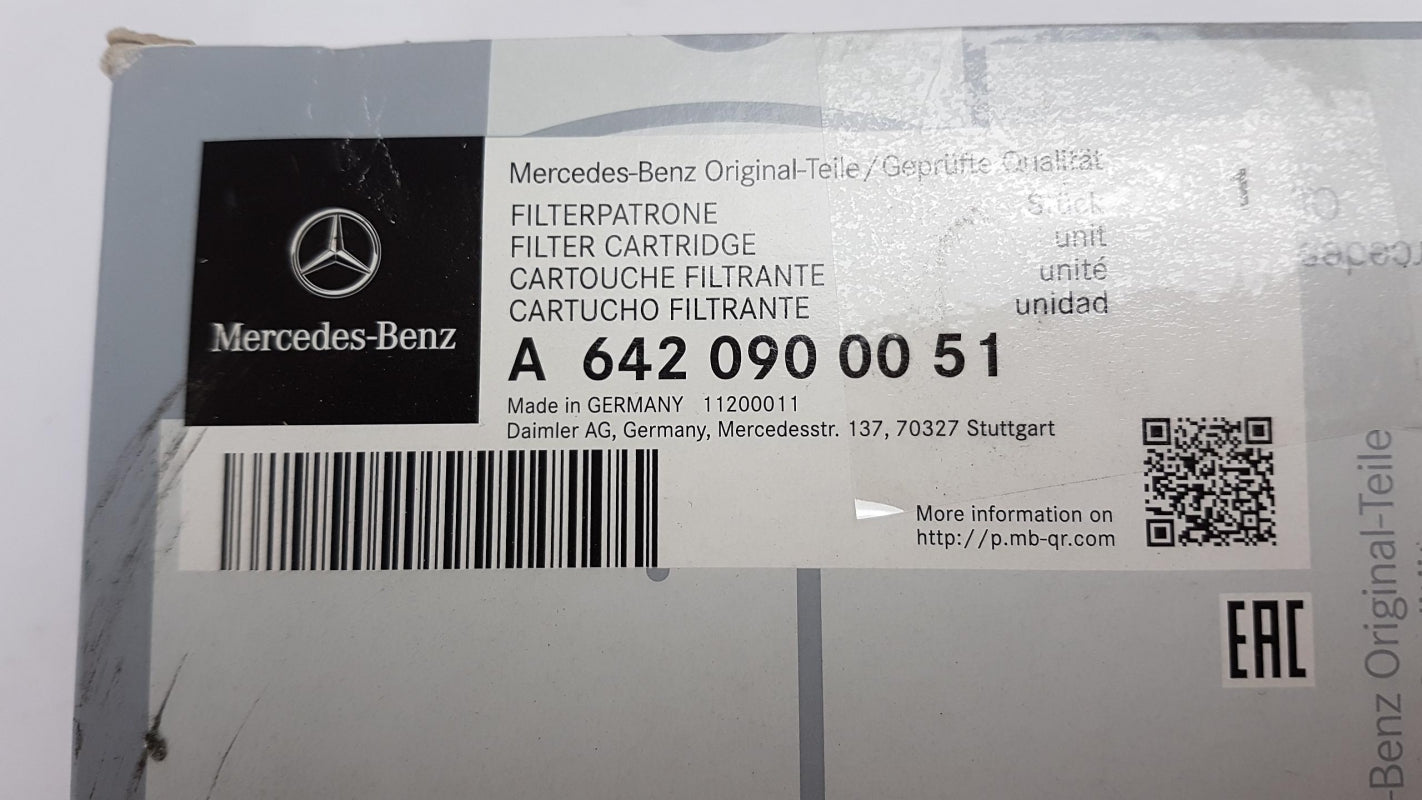 Mercedes-Benz
Mercedes-Benz Original-Teile/Geprüfte Qualität
FILTERPATRONE
FILTER CARTRIDGE
CARTOUCHE FILTRANTE
CARTUCHO FILTRANTE
1
Stück
unit
unité
unidad
A 642 090 00 51
Made in GERMANY 11200011
Daimler AG, Germany, Mercedesstr. 137, 70327 Stuttgart
More information on
http://p.mb-qr.com
EAC
-Benz Original-Teile